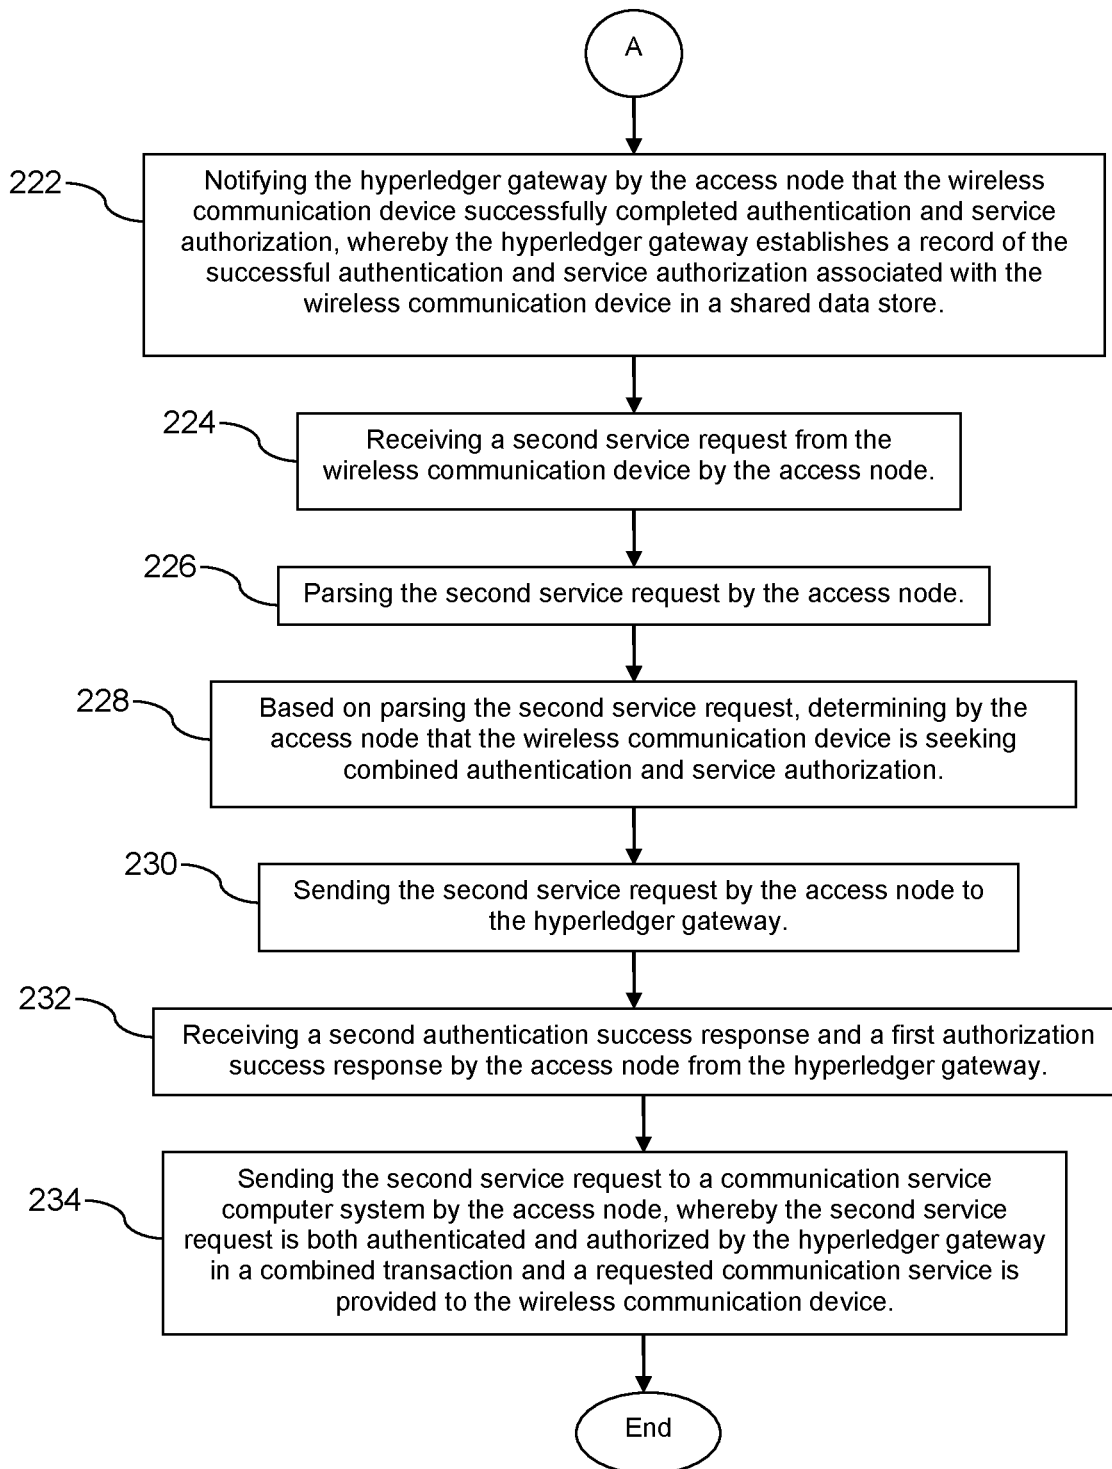 A
222
Notifying the hyperledger gateway by the access node that the wireless
communication device successfully completed authentication and service
authorization, whereby the hyperledger gateway establishes a record of the
successful authentication and service authorization associated with the
wireless communication device in a shared data store.
224
Receiving a second service request from the
wireless communication device by the access node.
226
Parsing the second service request by the access node.
228
Based on parsing the second service request, determining by the
access node that the wireless communication device is seeking
combined authentication and service authorization.
230
Sending the second service request by the access node to
the hyperledger gateway.
232
Receiving a second authentication success response and a first authorization
success response by the access node from the hyperledger gateway.
234
Sending the second service request to a communication service
computer system by the access node, whereby the second service
request is both authenticated and authorized by the hyperledger gateway
in a combined transaction and a requested communication service is
provided to the wireless communication device.
End